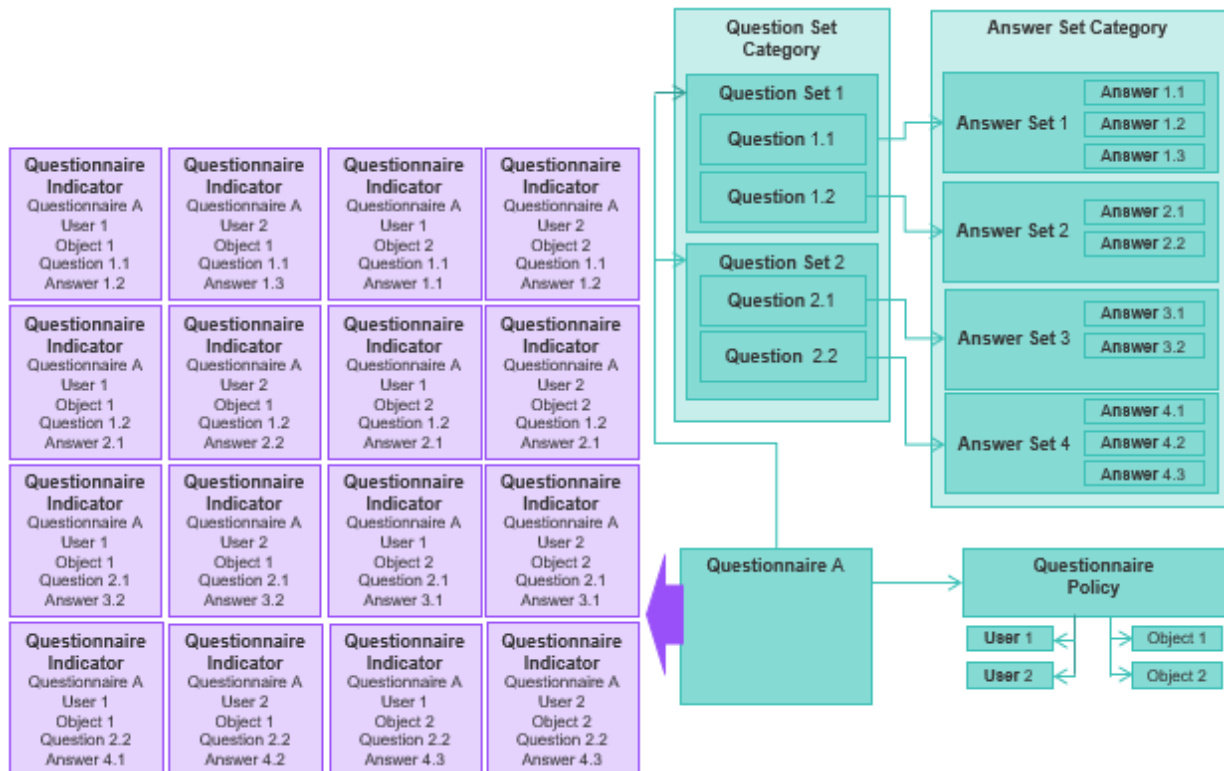 Question Set
Category
Question Set 1
Question 1.1
Question 1.2
Question Set 2
Question 2.1
Question 2.2
Answer Set Category
Answer Set 1
Answer 1.1
Answer 1.2
Answer 1.3
Answer Set 2
Answer 2.1
Answer 2.2
Answer Set 3
Answer 3.1
Answer 3.2
Answer Set 4
Answer 4.1
Answer 4.2
Answer 4.3
Questionnaire
Indicator
Questionnaire A
User 1
Object 1
Question 1.1
Answer 1.2
Questionnaire
Indicator
Questionnaire A
User 2
Object 1
Question 1.1
Answer 1.3
Questionnaire
Indicator
Questionnaire A
User 1
Object 2
Question 1.1
Answer 1.1
Questionnaire
Indicator
Questionnaire A
User 2
Object 2
Question 1.1
Answer 1.2
Questionnaire
Indicator
Questionnaire A
User 1
Object 1
Question 1.2
Answer 2.1
Questionnaire
Indicator
Questionnaire A
User 2
Object 1
Question 1.2
Answer 2.2
Questionnaire
Indicator
Questionnaire A
User 1
Object 2
Question 1.2
Answer 2.1
Questionnaire
Indicator
Questionnaire A
User 2
Object 2
Question 1.2
Answer 2.1
Questionnaire
Indicator
Questionnaire A
User 1
Object 1
Question 2.1
Answer 3.2
Questionnaire
Indicator
Questionnaire A
User 2
Object 1
Question 2.1
Answer 3.2
Questionnaire
Indicator
Questionnaire A
User 1
Object 2
Question 2.1
Answer 3.1
Questionnaire
Indicator
Questionnaire A
User 2
Object 2
Question 2.1
Answer 3.1
Questionnaire
Indicator
Questionnaire A
User 1
Object 1
Question 2.2
Answer 4.1
Questionnaire
Indicator
Questionnaire A
User 2
Object 1
Question 2.2
Answer 4.2
Questionnaire
Indicator
Questionnaire A
User 1
Object 2
Question 2.2
Answer 4.3
Questionnaire
Indicator
Questionnaire A
User 2
Object 2
Question 2.2
Answer 4.3
Questionnaire A
Questionnaire
Policy
User 1
User 2
Object 1
Object 2